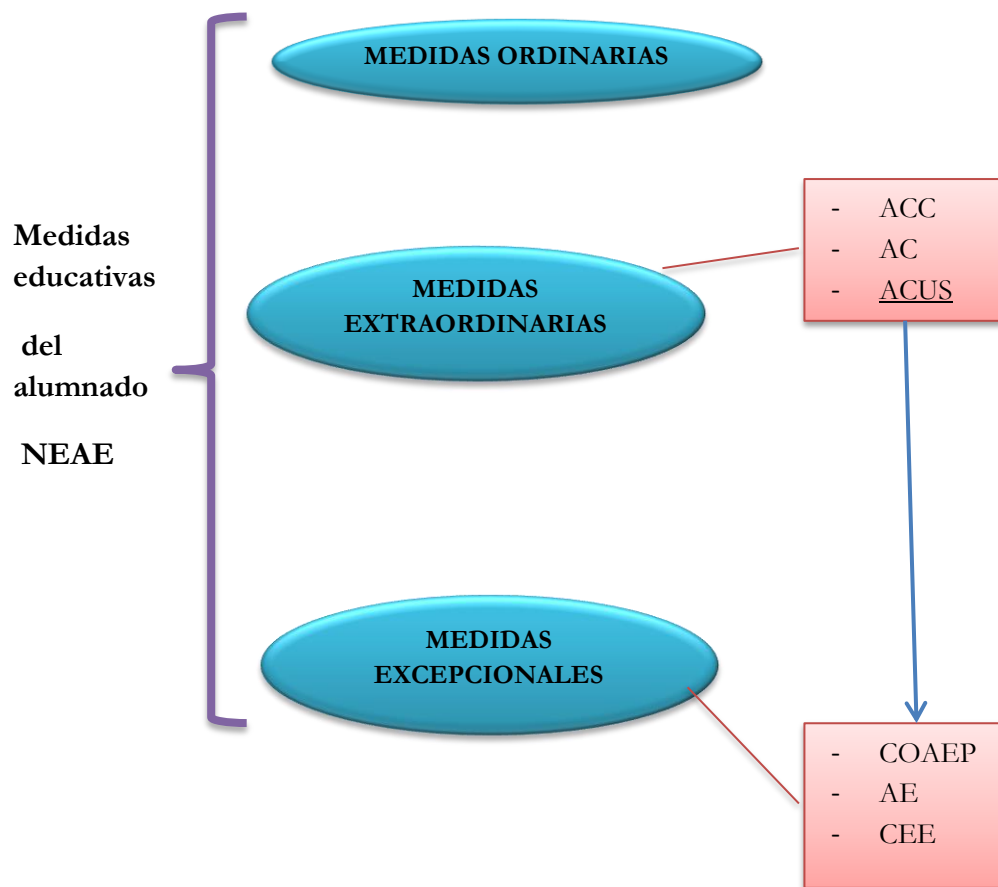 Medidas
educativas
del
alumnado
NEAE
MEDIDAS ORDINARIAS
MEDIDAS
EXTRAORDINARIAS
- ACC
- AC
- ACUS
MEDIDAS
EXCEPCIONALES
- COAEP
- AE
- CEE